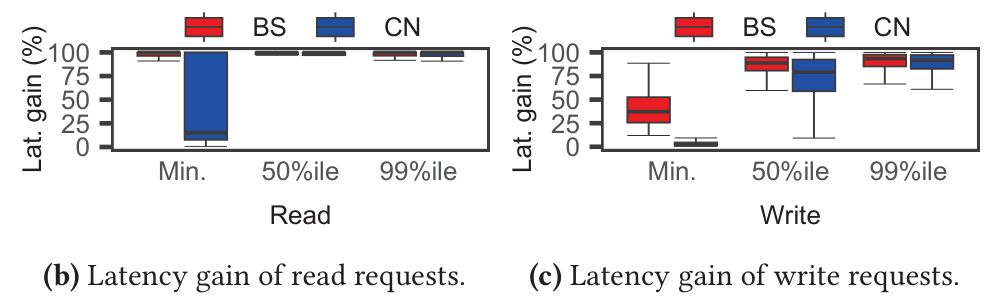 BS CN
Lat. gain (%)
100
75
50
25
0
Min. 50%ile 99%ile
Read
(b) Latency gain of read requests.
BS CN
Lat. gain (%)
100
75
50
25
0
Min. 50%ile 99%ile
Write
(c) Latency gain of write requests.